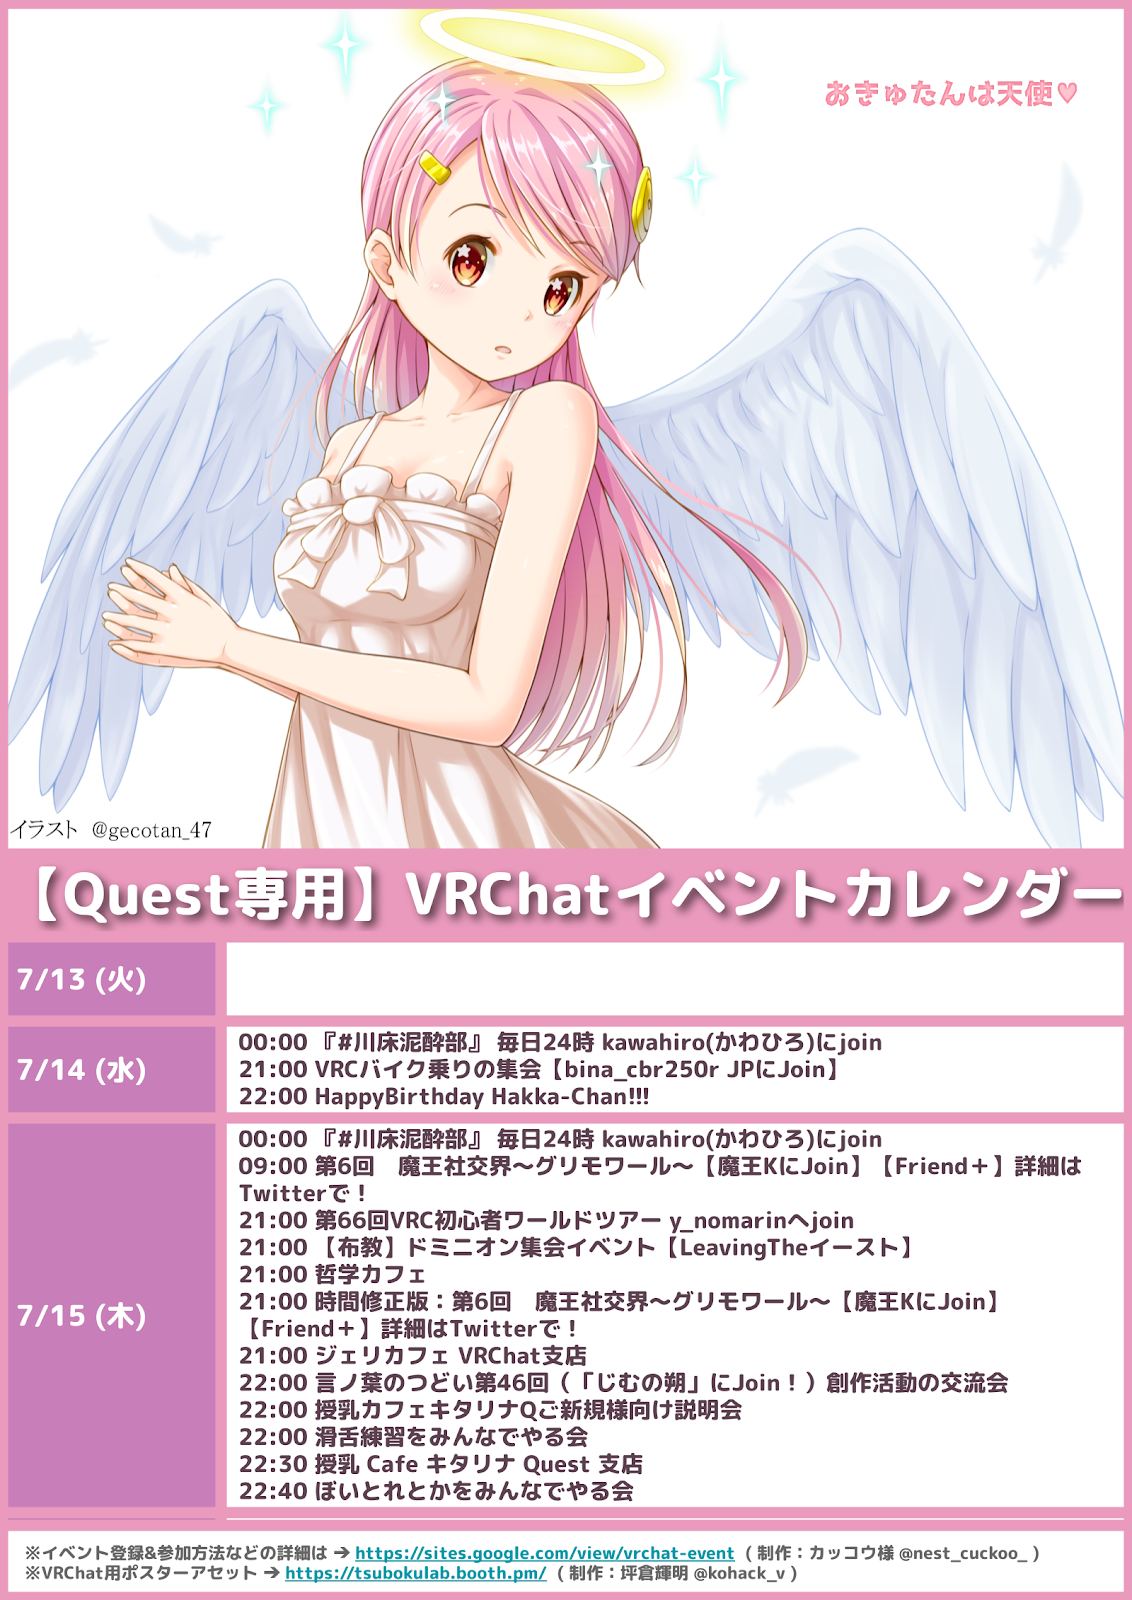 おきゅたんは天使♥
イラスト @gecotan_47
【Quest専用】VRChatイベントカレンダー
7/13 (火)
7/14 (水)
00:00 『#川床泥酔部』 毎日24時 kawahiro(かわひろ)にjoin
21:00 VRCバイク乗りの集会【bina_cbr250r JPにJoin】
22:00 HappyBirthday Hakka-Chan!!!
7/15 (木)
00:00 『#川床泥酔部』 毎日24時 kawahiro(かわひろ)にjoin
09:00 第6回　魔王社交界〜グリモワール〜【魔王KにJoin】【Friend＋】詳細は
Twitterで！
21:00 第66回VRC初心者ワールドツアー y_nomarinへjoin
21:00 【布教】ドミニオン集会イベント【LeavingTheイースト】
21:00 哲学カフェ
21:00 時間修正版：第6回　魔王社交界〜グリモワール〜【魔王KにJoin】
【Friend＋】詳細はTwitterで！
21:00 ジェリカフェ VRChat支店
22:00 言ノ葉のつどい第46回（「じむの朔」にJoin！）創作活動の交流会
22:00 授乳カフェキタリナQご新規様向け説明会
22:00 滑舌練習をみんなでやる会
22:30 授乳 Cafe キタリナ Quest 支店
22:40 ぼいとれとかをみんなでやる会
※イベント登録&参加方法などの詳細は → https://sites.google.com/view/vrchat-event （制作：カッコウ様 @nest_cuckoo_）
※VRChat用ポスターアセット → https://tsubokulab.booth.pm/ （制作：坪倉輝明 @kohack_v）